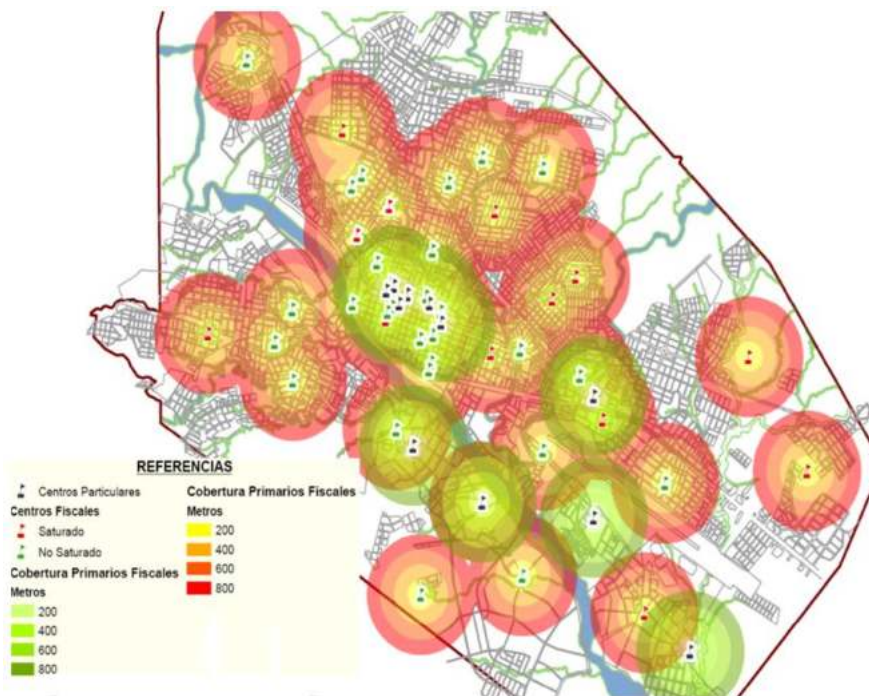 REFERENCIAS
Centros Particulares
Centros Fiscales
Saturado
No Saturado
Cobertura Primarios Fiscales
Metros
200
400
600
800
Cobertura Primarios Fiscales
Metros
200
400
600
800